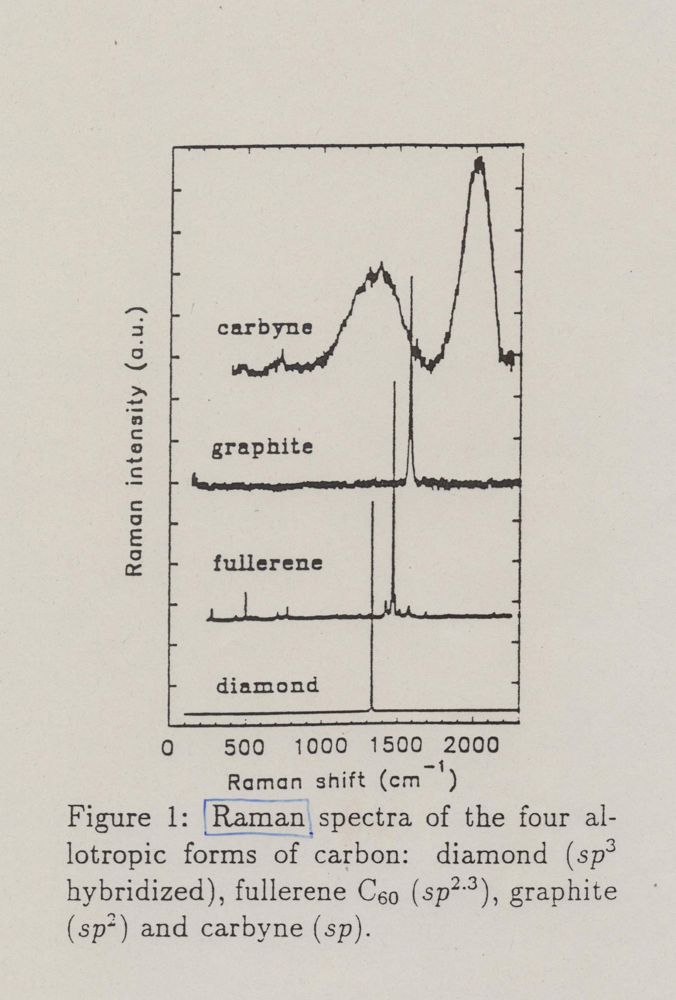 carbyne
graphite
fullerene
diamond
Raman intensity (a.u.)
0 500 1000 1500 2000
Raman shift (cm⁻¹)
Figure 1: Raman spectra of the four al-
lotropic forms of carbon: diamond (sp³
hybridized), fullerene C₆₀ (sp²·³), graphite
(sp²) and carbyne (sp).